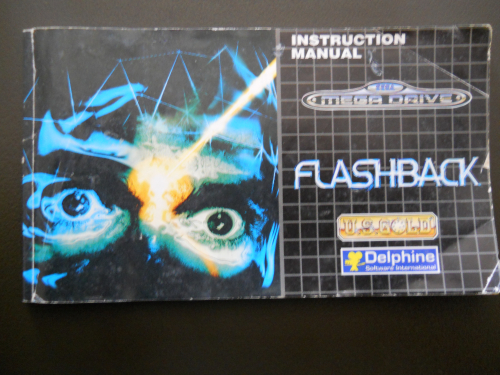 INSTRUCTION
MANUAL
SEGA
MEGA DRIVE
FLASHBACK
U.S. GOLD
Delphine
Software International